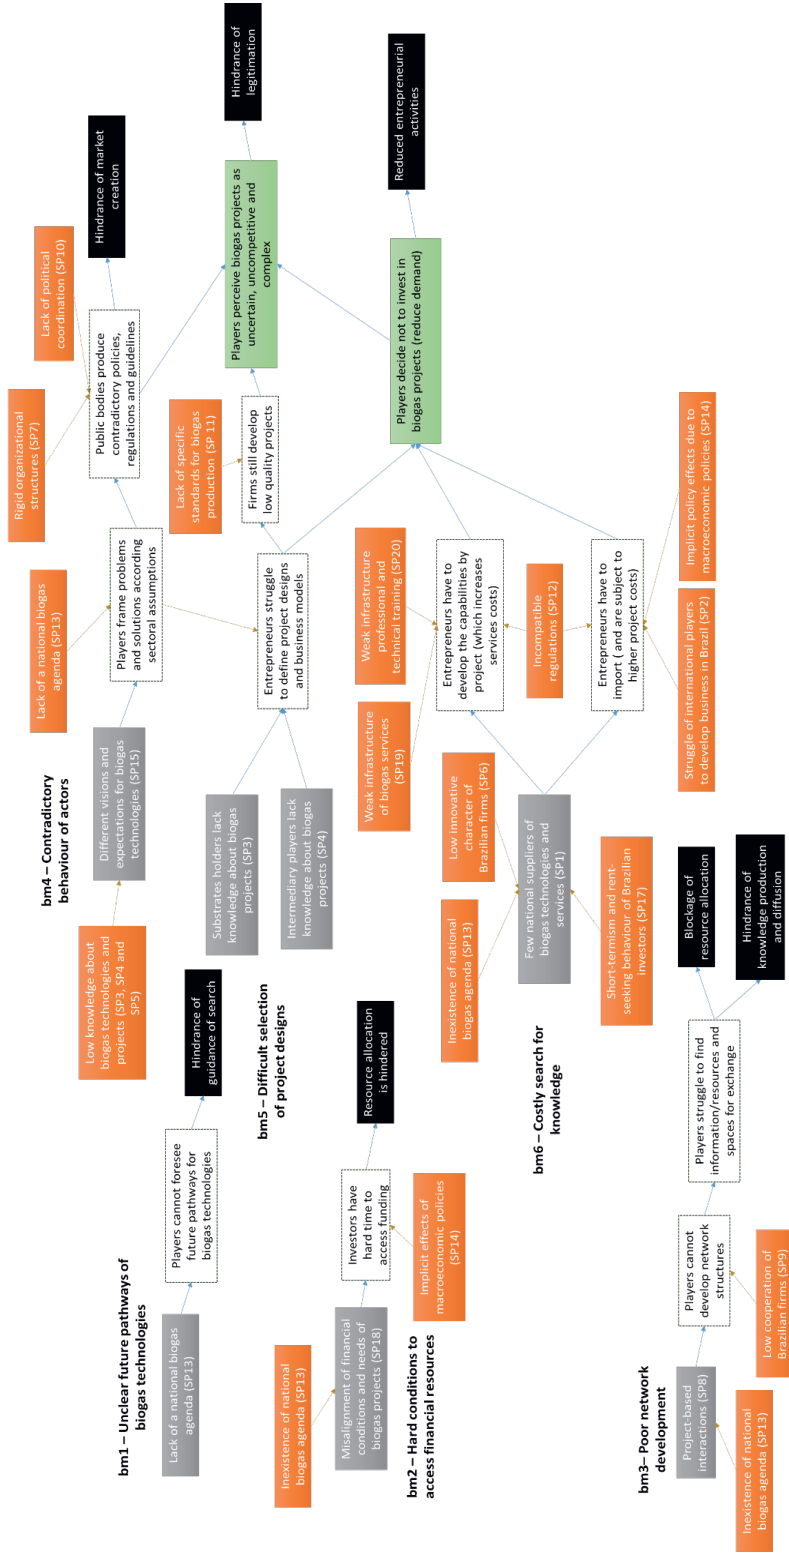 bm1 – Unclear future pathways of
biogas technologies
Lack of a national biogas
agenda (SP13)
Players cannot foresee
future pathways for
biogas technologies
Hindrance of
guidance of search
Inexistence of national
biogas agenda (SP13)
Misalignment of financial
conditions and needs of
biogas projects (SP18)
Investors have
hard time to
access funding
Resource allocation
is hindered
Implicit effects of
macroeconomic policies
(SP14)
bm2 – Hard conditions to
access financial resources
bm3– Poor network
development
Project-based
interactions (SP8)
Inexistence of national
biogas agenda (SP13)
Players cannot
develop network
structures
Low cooperation of
Brazilian firms (SP9)
Players struggle to find
information/resources and
spaces for exchange
Blockage of
resource allocation
Hindrance of
knowledge production
and diffusion
bm4 – Contradictory
behaviour of actors
Low knowledge about
biogas technologies and
projects (SP3, SP4 and
SP5)
Different visions and
expectations for biogas
technologies (SP15)
Lack of a national biogas
agenda (SP13)
Players frame problems
and solutions according
sectoral assumptions
Rigid organizational
structures (SP7)
Lack of political
coordination (SP10)
Public bodies produce
contradictory policies,
regulations and guidelines
Hindrance of market
creation
bm5 – Difficult selection
of project designs
Substrates holders lack
knowledge about biogas
projects (SP3)
Intermediary players lack
knowledge about biogas
projects (SP4)
Entrepreneurs struggle
to define project designs
and business models
Lack of specific
standards for biogas
production (SP 11)
Firms still develop
low quality projects
Players perceive biogas projects as
uncertain, uncompetitive and
complex
Hindrance of
legitimation
bm6 – Costly search for
knowledge
Inexistence of national
biogas agenda (SP13)
Low innovative
character of
Brazilian firms (SP6)
Few national suppliers of
biogas technologies and
services (SP1)
Short-termism and rent-
seeking behaviour of Brazilian
investors (SP17)
Weak infrastructure
of biogas services
(SP19)
Weak infrastructure
professional and
technical training (SP20)
Entrepreneurs have to
develop the capabilities by
project (which increases
services costs)
Incompatible
regulations (SP12)
Entrepreneurs have to
import ( and are subject to
higher project costs)
Struggle of international players
to develop business in Brazil (SP2)
Implicit policy effects due to
macroeconomic policies (SP14)
Players decide not to invest in
biogas projects (reduce demand)
Reduced entrepreneurial
activities